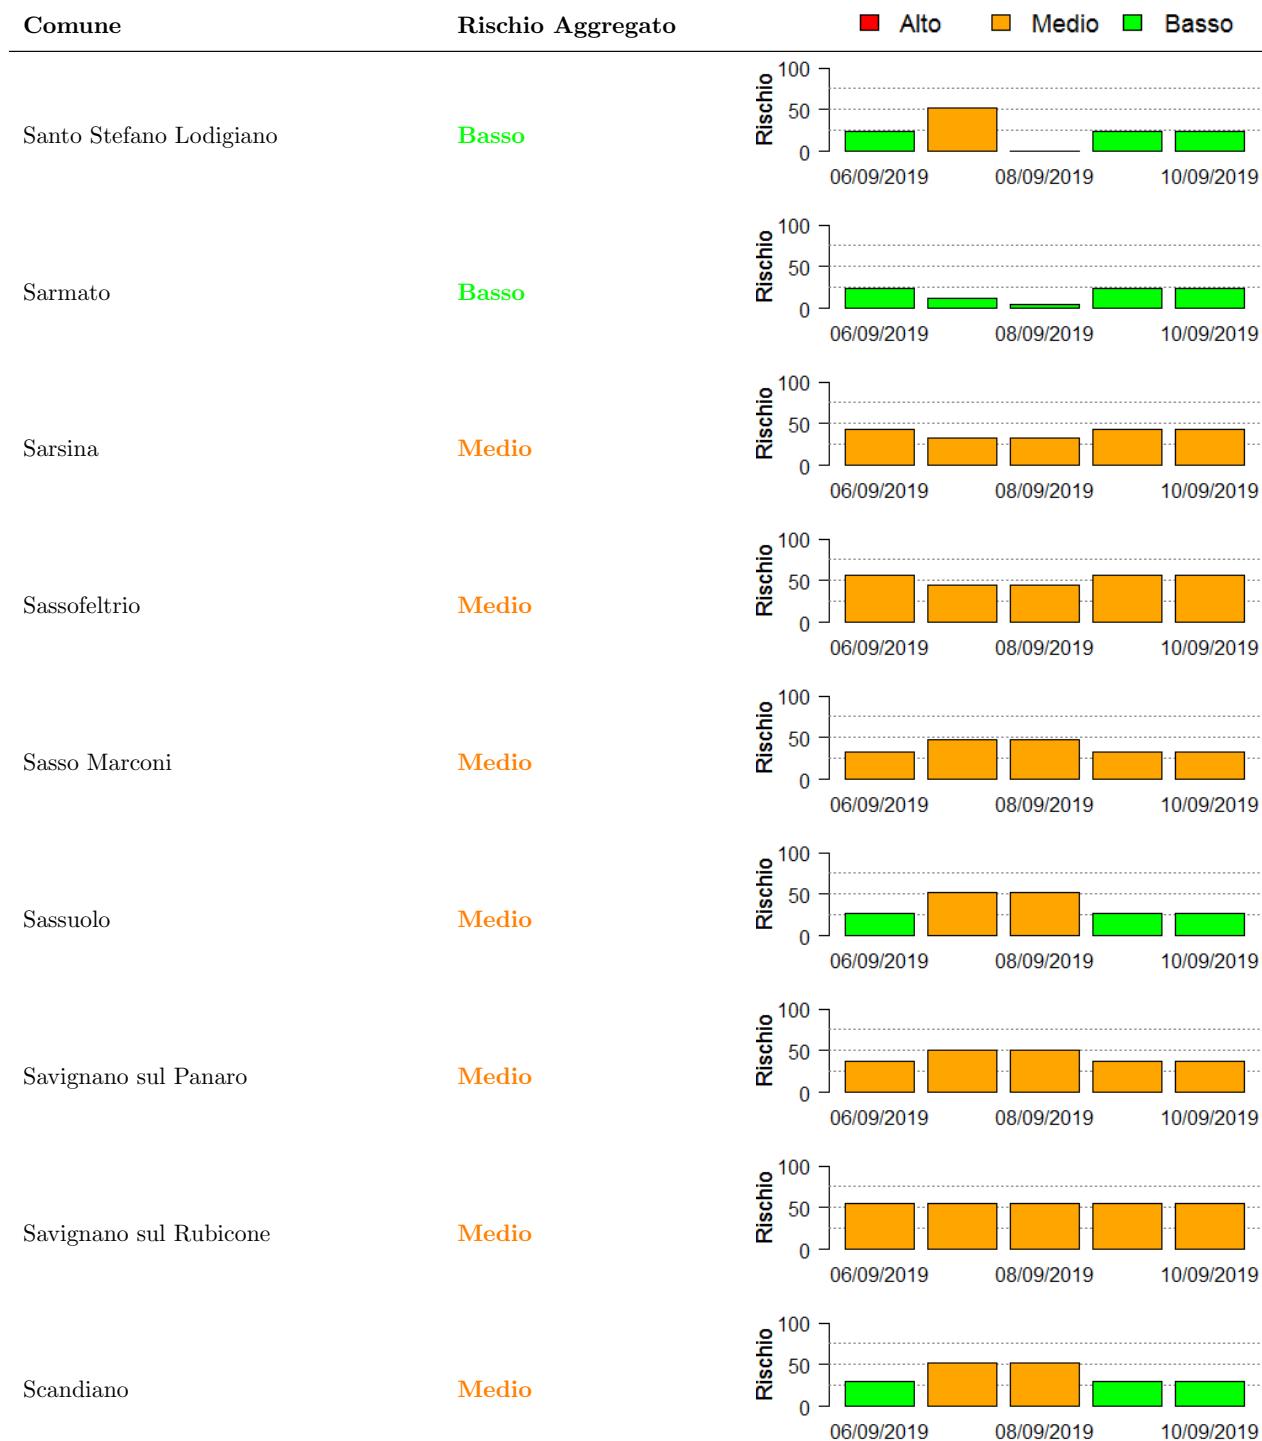 Comune Rischio Aggregato Alto Medio Basso
Santo Stefano Lodigiano Basso
Rischio
100
50
0
06/09/2019 08/09/2019 10/09/2019
Sarmato Basso
Rischio
100
50
0
06/09/2019 08/09/2019 10/09/2019
Sarsina Medio
Rischio
100
50
0
06/09/2019 08/09/2019 10/09/2019
Sassofeltrio Medio
Rischio
100
50
0
06/09/2019 08/09/2019 10/09/2019
Sasso Marconi Medio
Rischio
100
50
0
06/09/2019 08/09/2019 10/09/2019
Sassuolo Medio
Rischio
100
50
0
06/09/2019 08/09/2019 10/09/2019
Savignano sul Panaro Medio
Rischio
100
50
0
06/09/2019 08/09/2019 10/09/2019
Savignano sul Rubicone Medio
Rischio
100
50
0
06/09/2019 08/09/2019 10/09/2019
Scandiano Medio
Rischio
100
50
0
06/09/2019 08/09/2019 10/09/2019